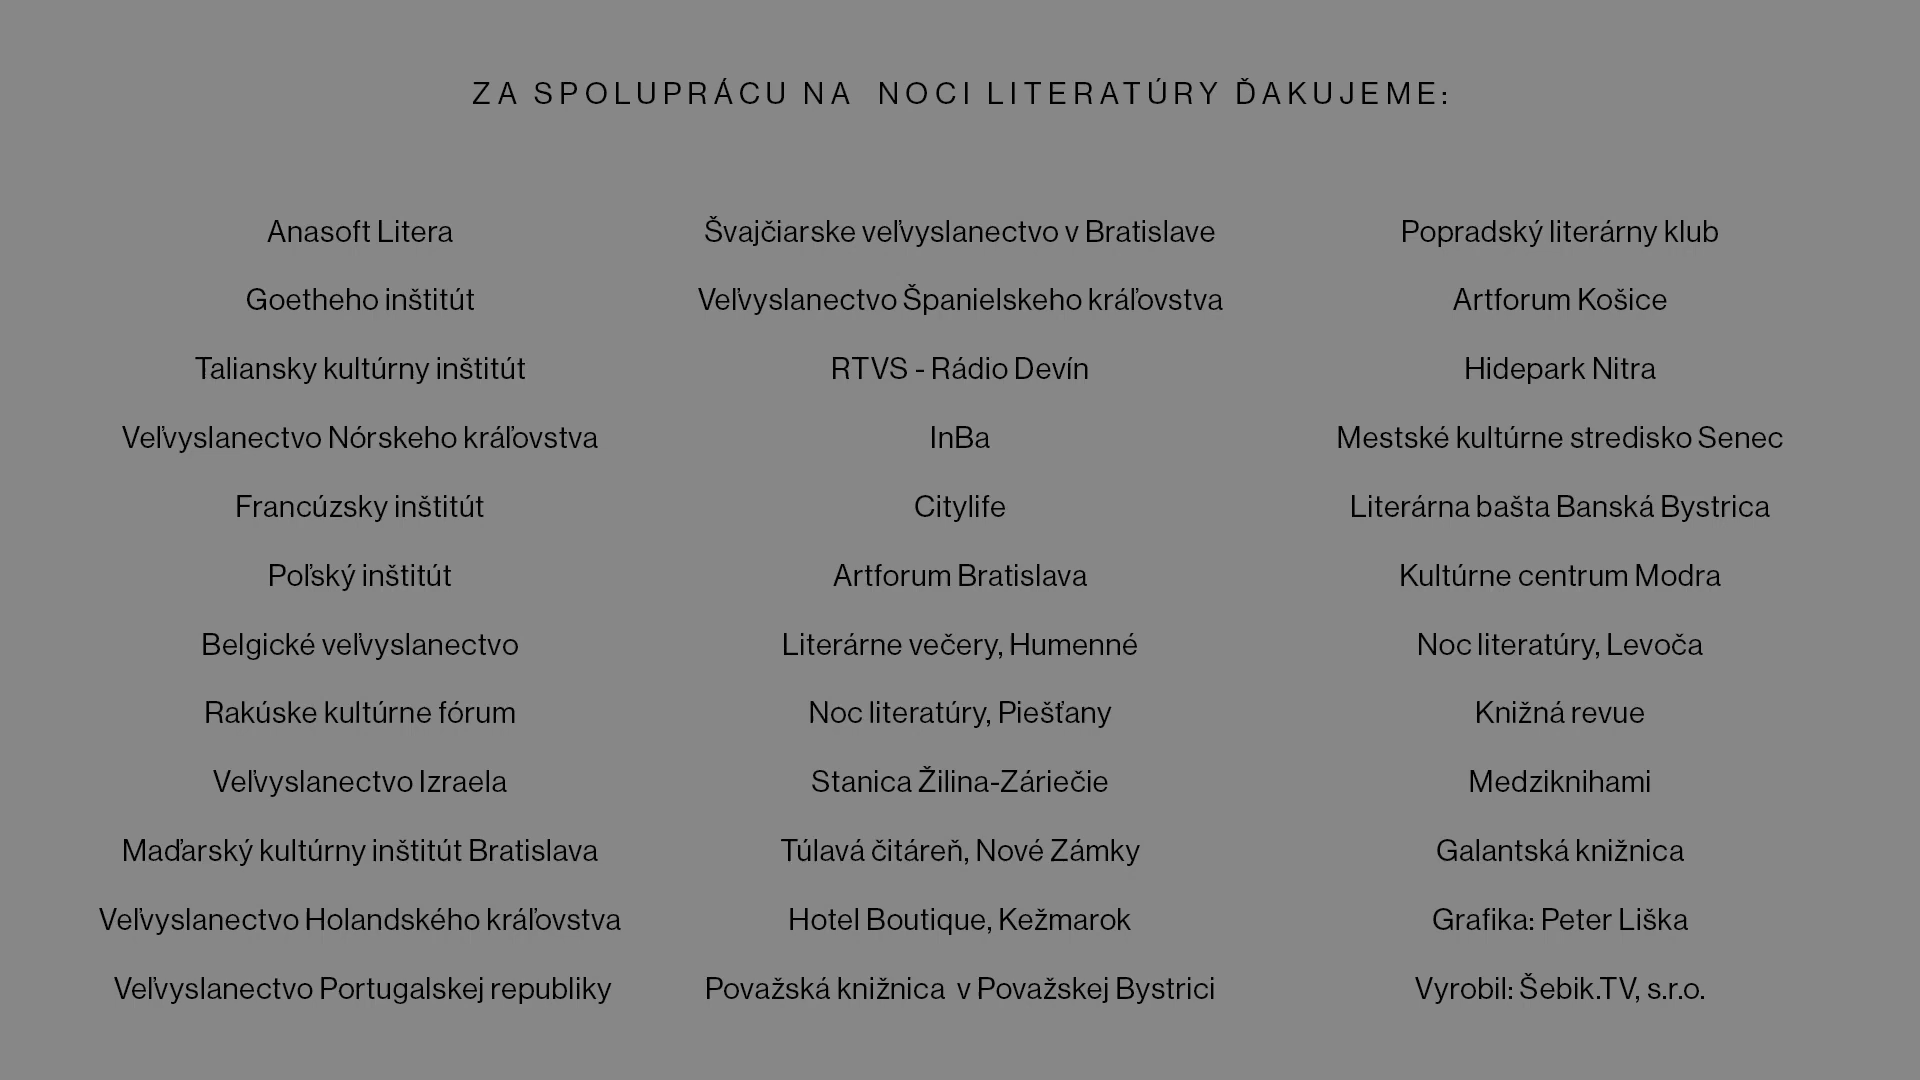 ZA SPOLUPRÁCU NA NOCI LITERATÚRY ĎAKUJEME:
Anasoft Litera
Goetheho inštitút
Taliansky kultúrny inštitút
Veľvyslanectvo Nórskeho kráľovstva
Francúzsky inštitút
Poľský inštitút
Belgické veľvyslanectvo
Rakúske kultúrne fórum
Veľvyslanectvo Izraela
Maďarský kultúrny inštitút Bratislava
Veľvyslanectvo Holandského kráľovstva
Veľvyslanectvo Portugalskej republiky
Švajčiarske veľvyslanectvo v Bratislave
Veľvyslanectvo Španielskeho kráľovstva
RTVS - Rádio Devín
InBa
Citylife
Artforum Bratislava
Literárne večery, Humenné
Noc literatúry, Piešťany
Stanica Žilina-Záriečie
Túlavá čitáreň, Nové Zámky
Hotel Boutique, Kežmarok
Považská knižnica v Považskej Bystrici
Popradský literárny klub
Artforum Košice
Hidepark Nitra
Mestské kultúrne stredisko Senec
Literárna bašta Banská Bystrica
Kultúrne centrum Modra
Noc literatúry, Levoča
Knižná revue
Medziknihami
Galantská knižnica
Grafika: Peter Liška
Vyrobil: Šebik.TV, s.r.o.